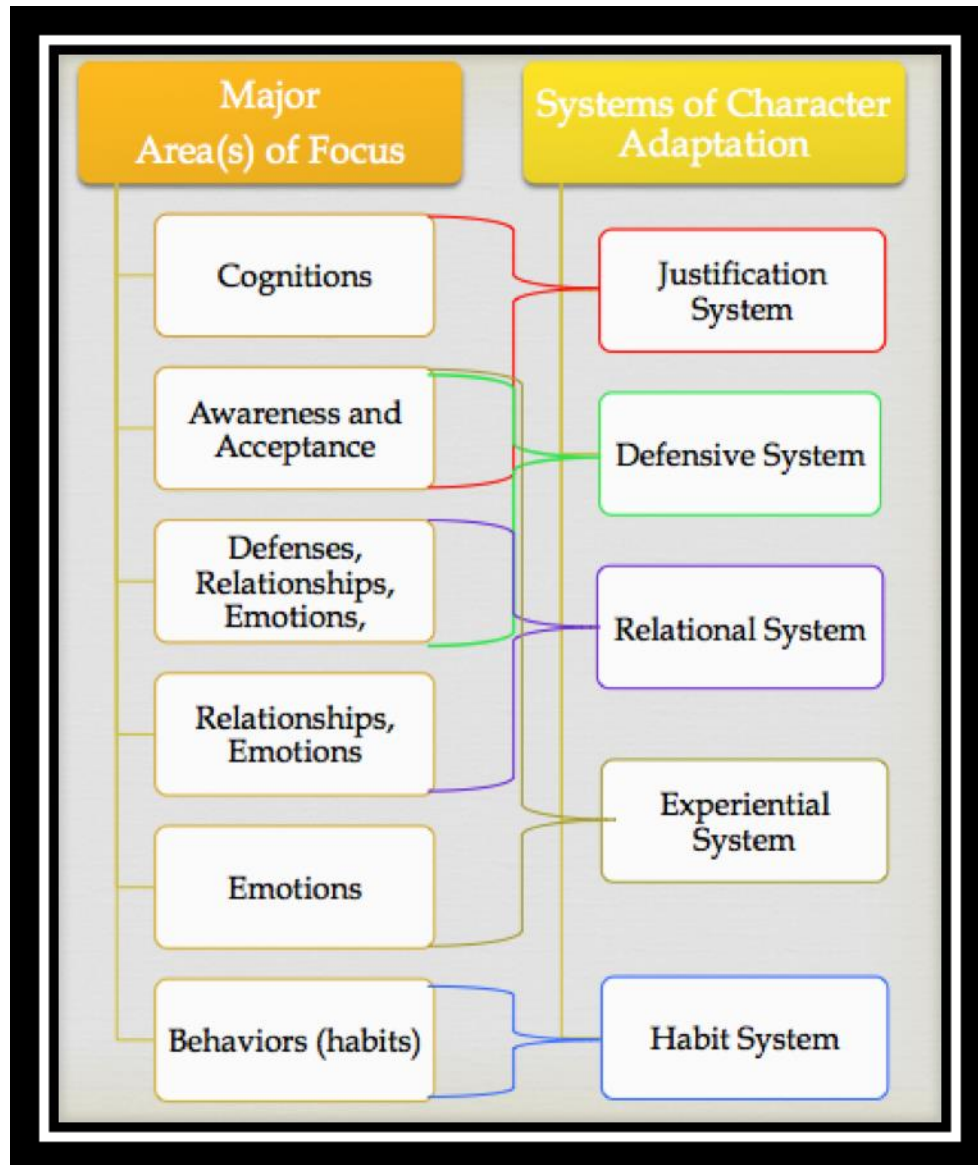 Major
Area(s) of Focus
Cognitions
Awareness and
Acceptance
Defenses,
Relationships,
Emotions,
Relationships,
Emotions
Emotions
Behaviors (habits)
Systems of Character
Adaptation
Justification
System
Defensive System
Relational System
Experiential
System
Habit System